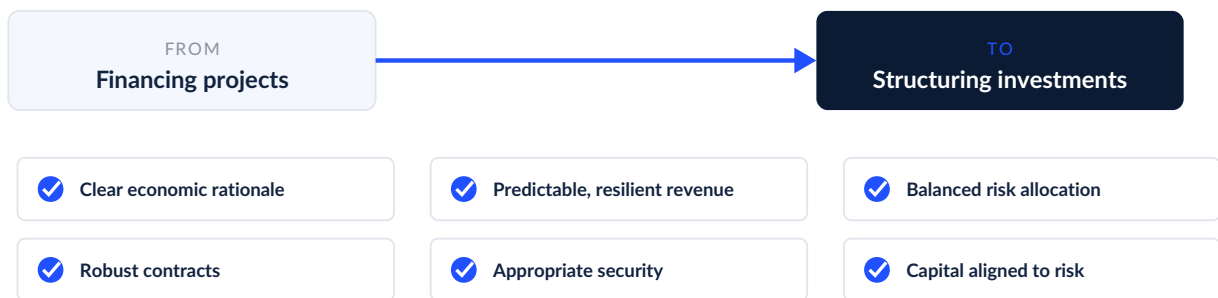 FROM
Financing projects
TO
Structuring investments
Clear economic rationale
Predictable, resilient revenue
Balanced risk allocation
Robust contracts
Appropriate security
Capital aligned to risk